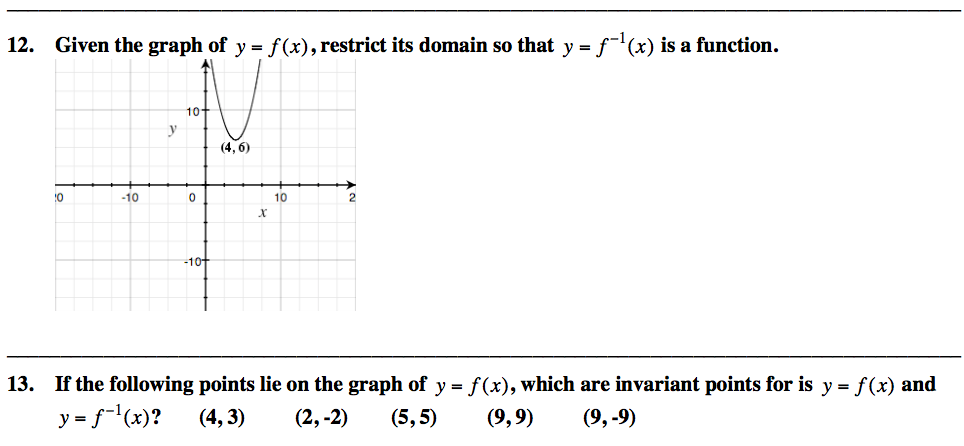 12. Given the graph of y = f(x), restrict its domain so that y = f⁻¹(x) is a function.
10
y
(4, 6)
:0 -10 0 10 2
x
-10
13. If the following points lie on the graph of y = f(x), which are invariant points for is y = f(x) and
y = f⁻¹(x)? (4, 3) (2, -2) (5, 5) (9, 9) (9, -9)